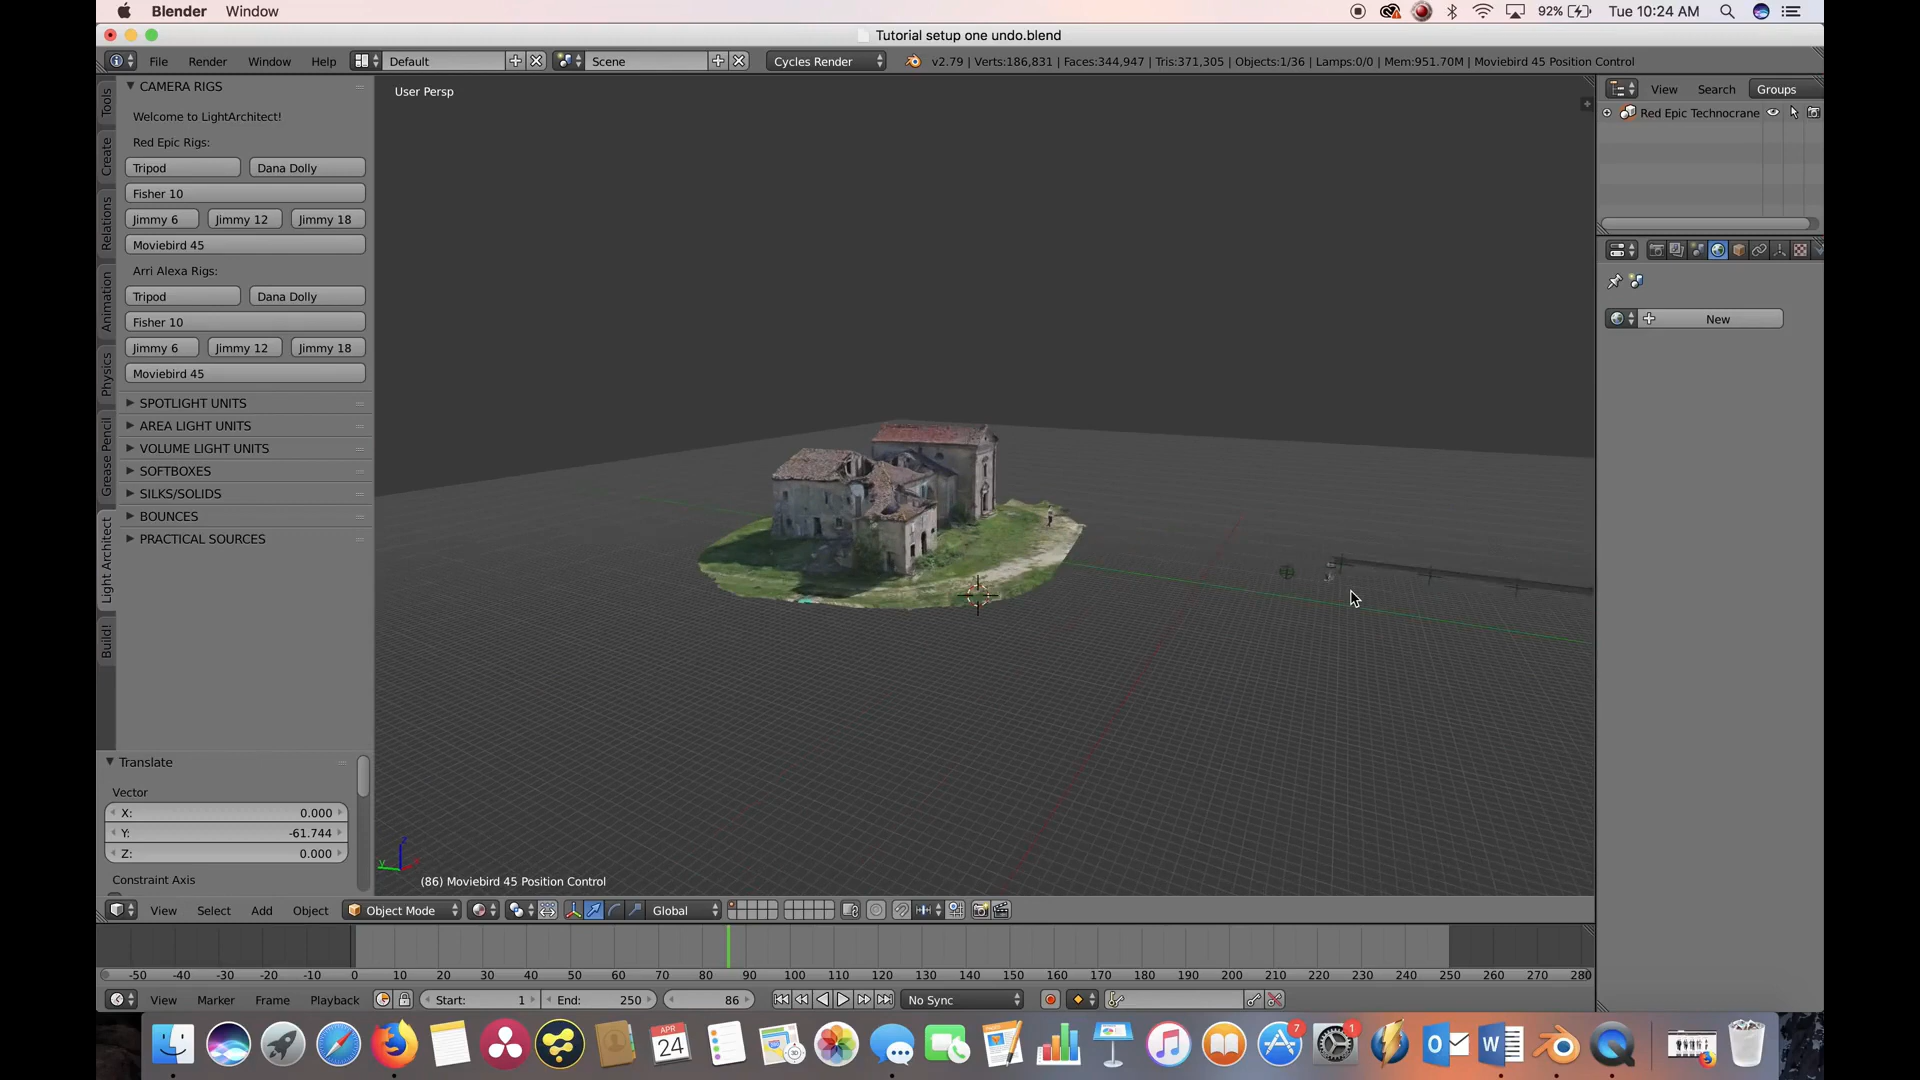 Blender Window 92% Tue 10:24 AM
Tutorial setup one undo.blend
File Render Window Help Default Scene Cycles Render v2.79 | Verts:186,831 | Faces:344,947 | Tris:371,305 | Objects:1/36 | Lamps:0/0 | Mem:951.70M | Moviebird 45 Position Control
Tools
Create
Relations
Animation
Physics
Grease Pencil
Light Architect
Build!
CAMERA RIGS
Welcome to LightArchitect!
Red Epic Rigs:
Tripod Dana Dolly
Fisher 10
Jimmy 6 Jimmy 12 Jimmy 18
Moviebird 45
Arri Alexa Rigs:
Tripod Dana Dolly
Fisher 10
Jimmy 6 Jimmy 12 Jimmy 18
Moviebird 45
SPOTLIGHT UNITS
AREA LIGHT UNITS
VOLUME LIGHT UNITS
SOFTBOXES
SILKS/SOLIDS
BOUNCES
PRACTICAL SOURCES
Translate
Vector
X: 0.000
Y: -61.744
Z: 0.000
Constraint Axis
User Persp
z
y
(86) Moviebird 45 Position Control
View Search Groups
Red Epic Technocrane
New
View Select Add Object Object Mode Global
-50 -40 -30 -20 -10 0 10 20 30 40 50 60 70 80 90 100 110 120 130 140 150 160 170 180 190 200 210 220 230 240 250 260 270 280
View Marker Frame Playback Start: 1 End: 250 86 No Sync
APR
24
7
1